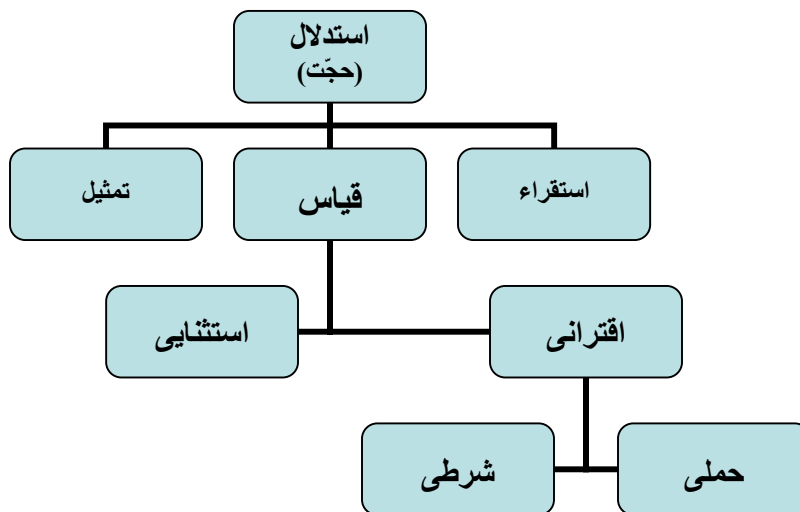 استدلال
(حجّت)
استقراء
قیاس
تمثیل
اقترانی
استثنایی
حملی
شرطی